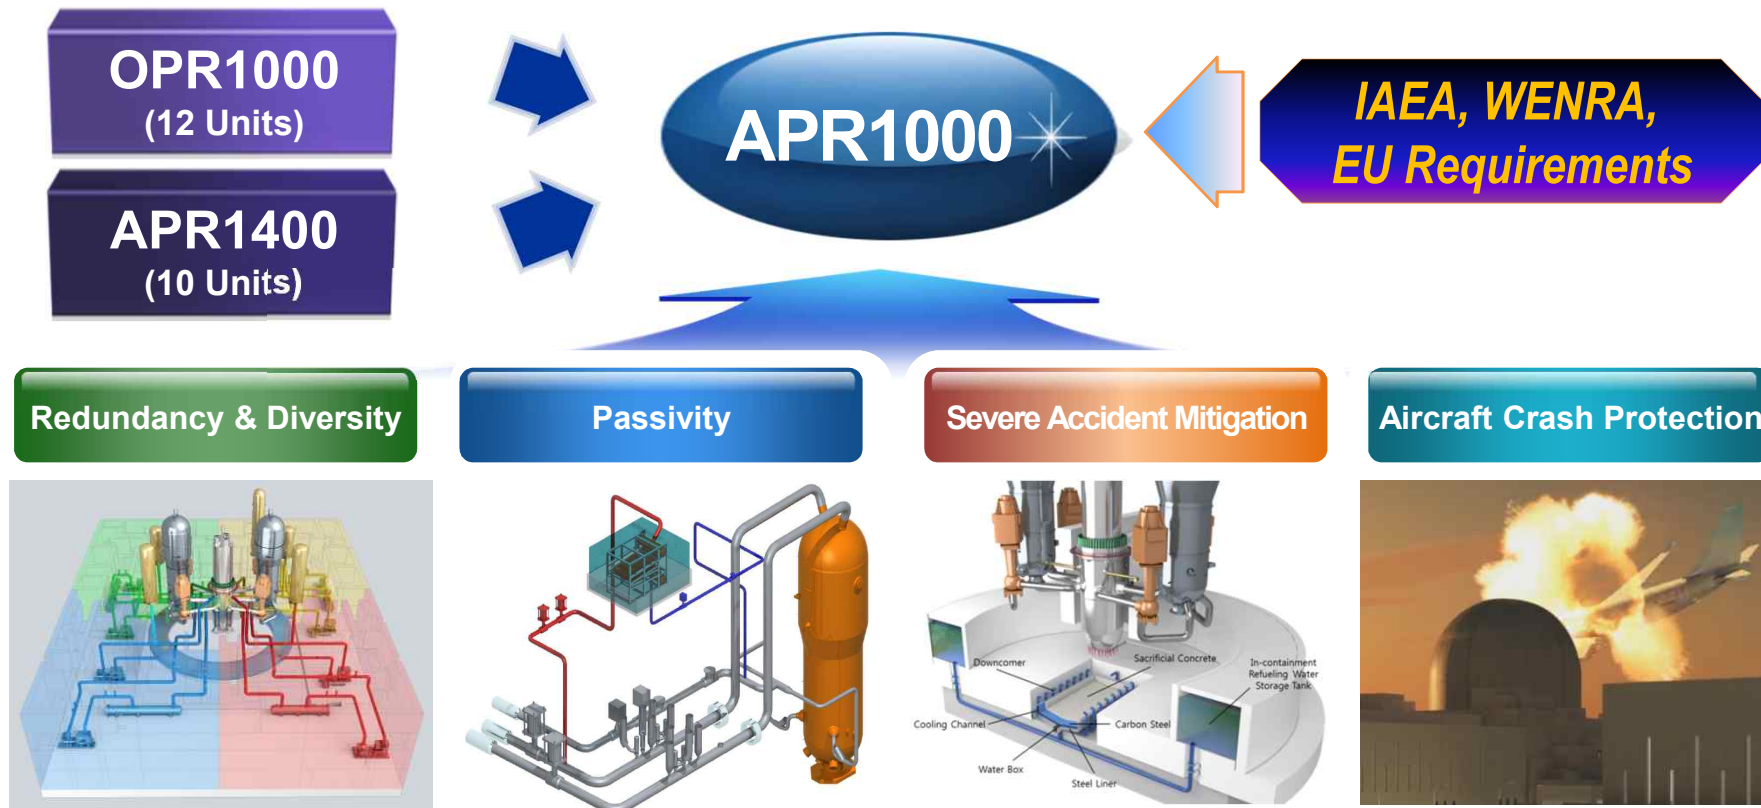 OPR1000
(12 Units)
APR1400
(10 Units)
APR1000
IAEA, WENRA,
EU Requirements
Redundancy & Diversity
Passivity
Severe Accident Mitigation
Aircraft Crash Protection
Downcomer
Sacrificial Concrete
In-containment
Refueling Water
Storage Tank
Cooling Channel
Carbon Steel
Water Box
Steel Liner